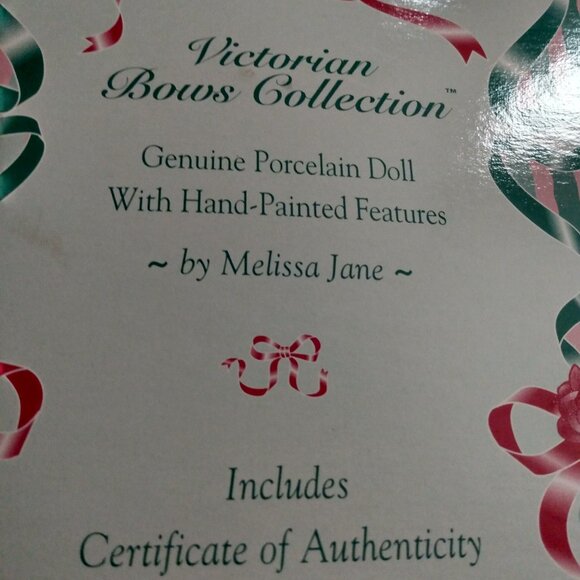 Victorian
Bows Collection™
Genuine Porcelain Doll
With Hand-Painted Features
~ by Melissa Jane ~
Includes
Certificate of Authenticity